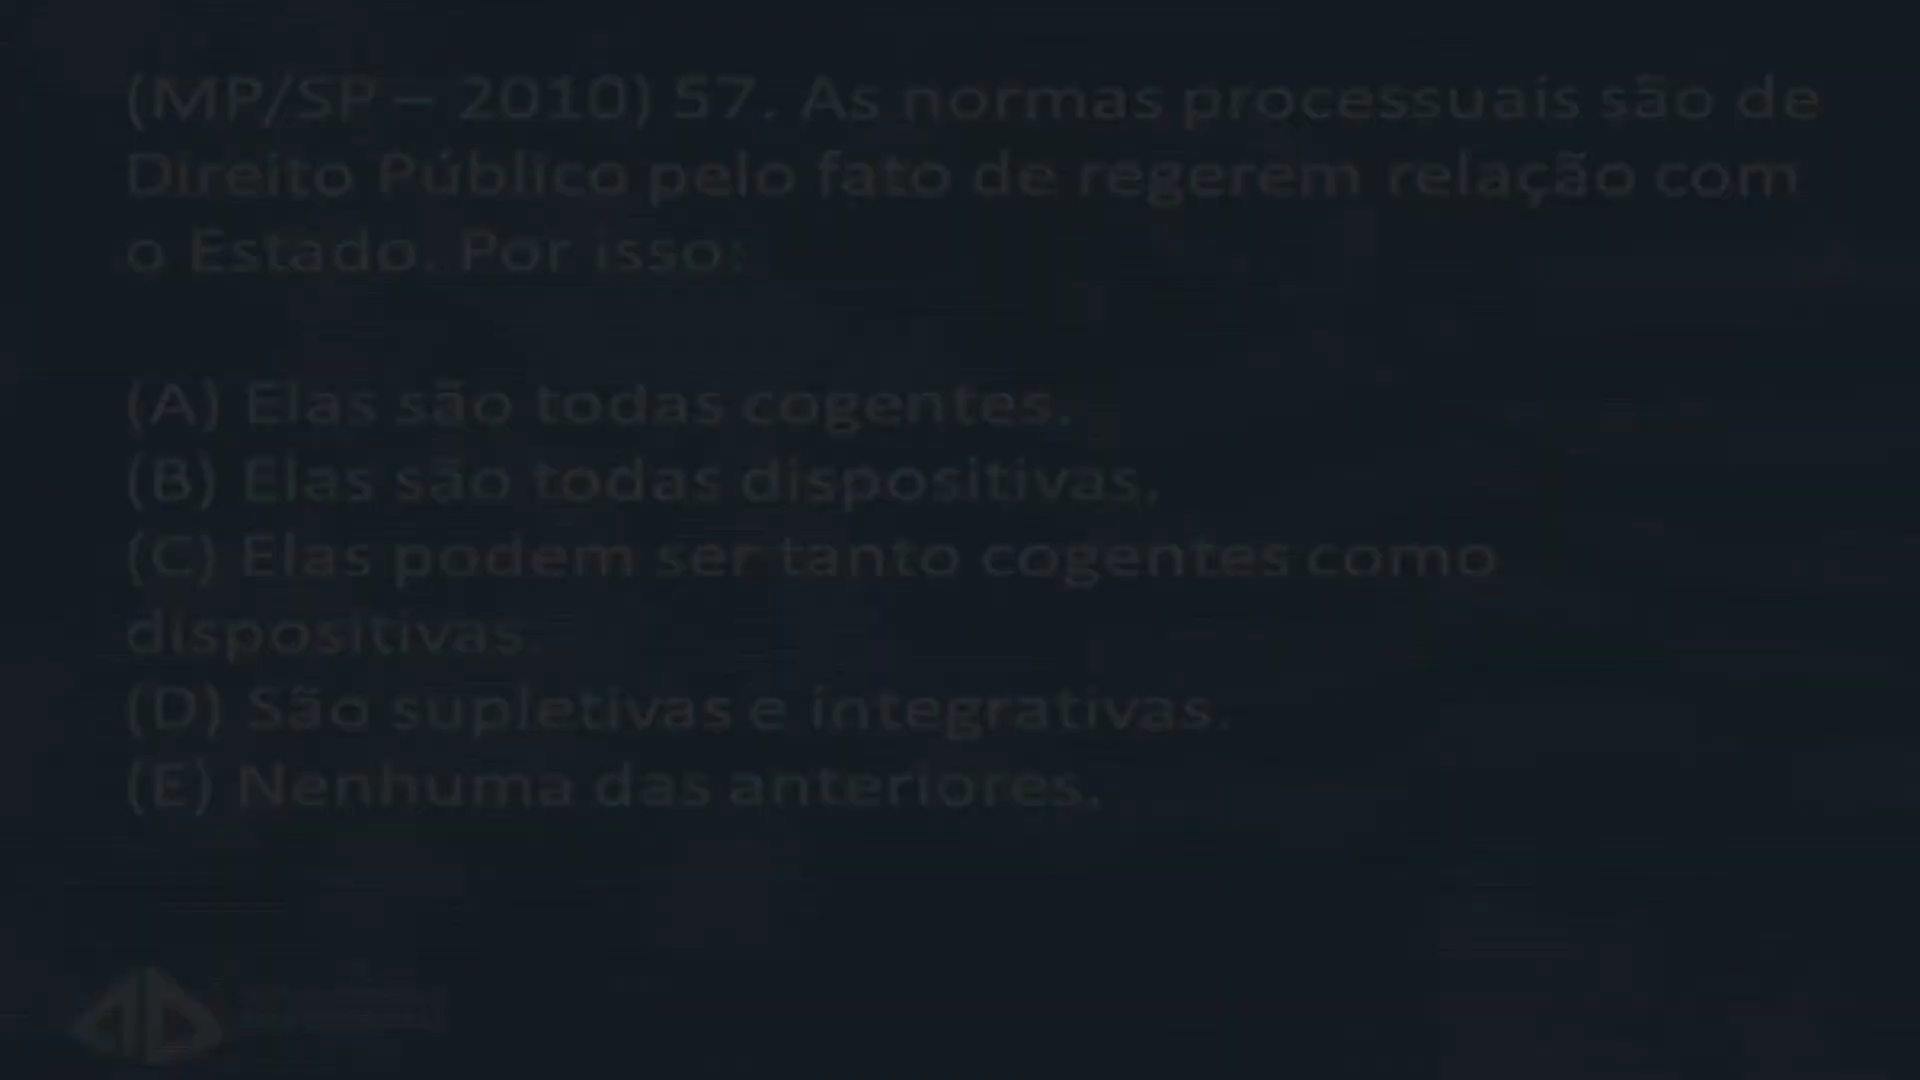 (MP/SP – 2010) 57. As normas processuais são de
Direito Público pelo fato de regerem relação com
o Estado. Por isso:
(A) Elas são todas cogentes.
(B) Elas são todas dispositivas.
(C) Elas podem ser tanto cogentes como
dispositivas.
(D) São supletivas e integrativas.
(E) Nenhuma das anteriores.